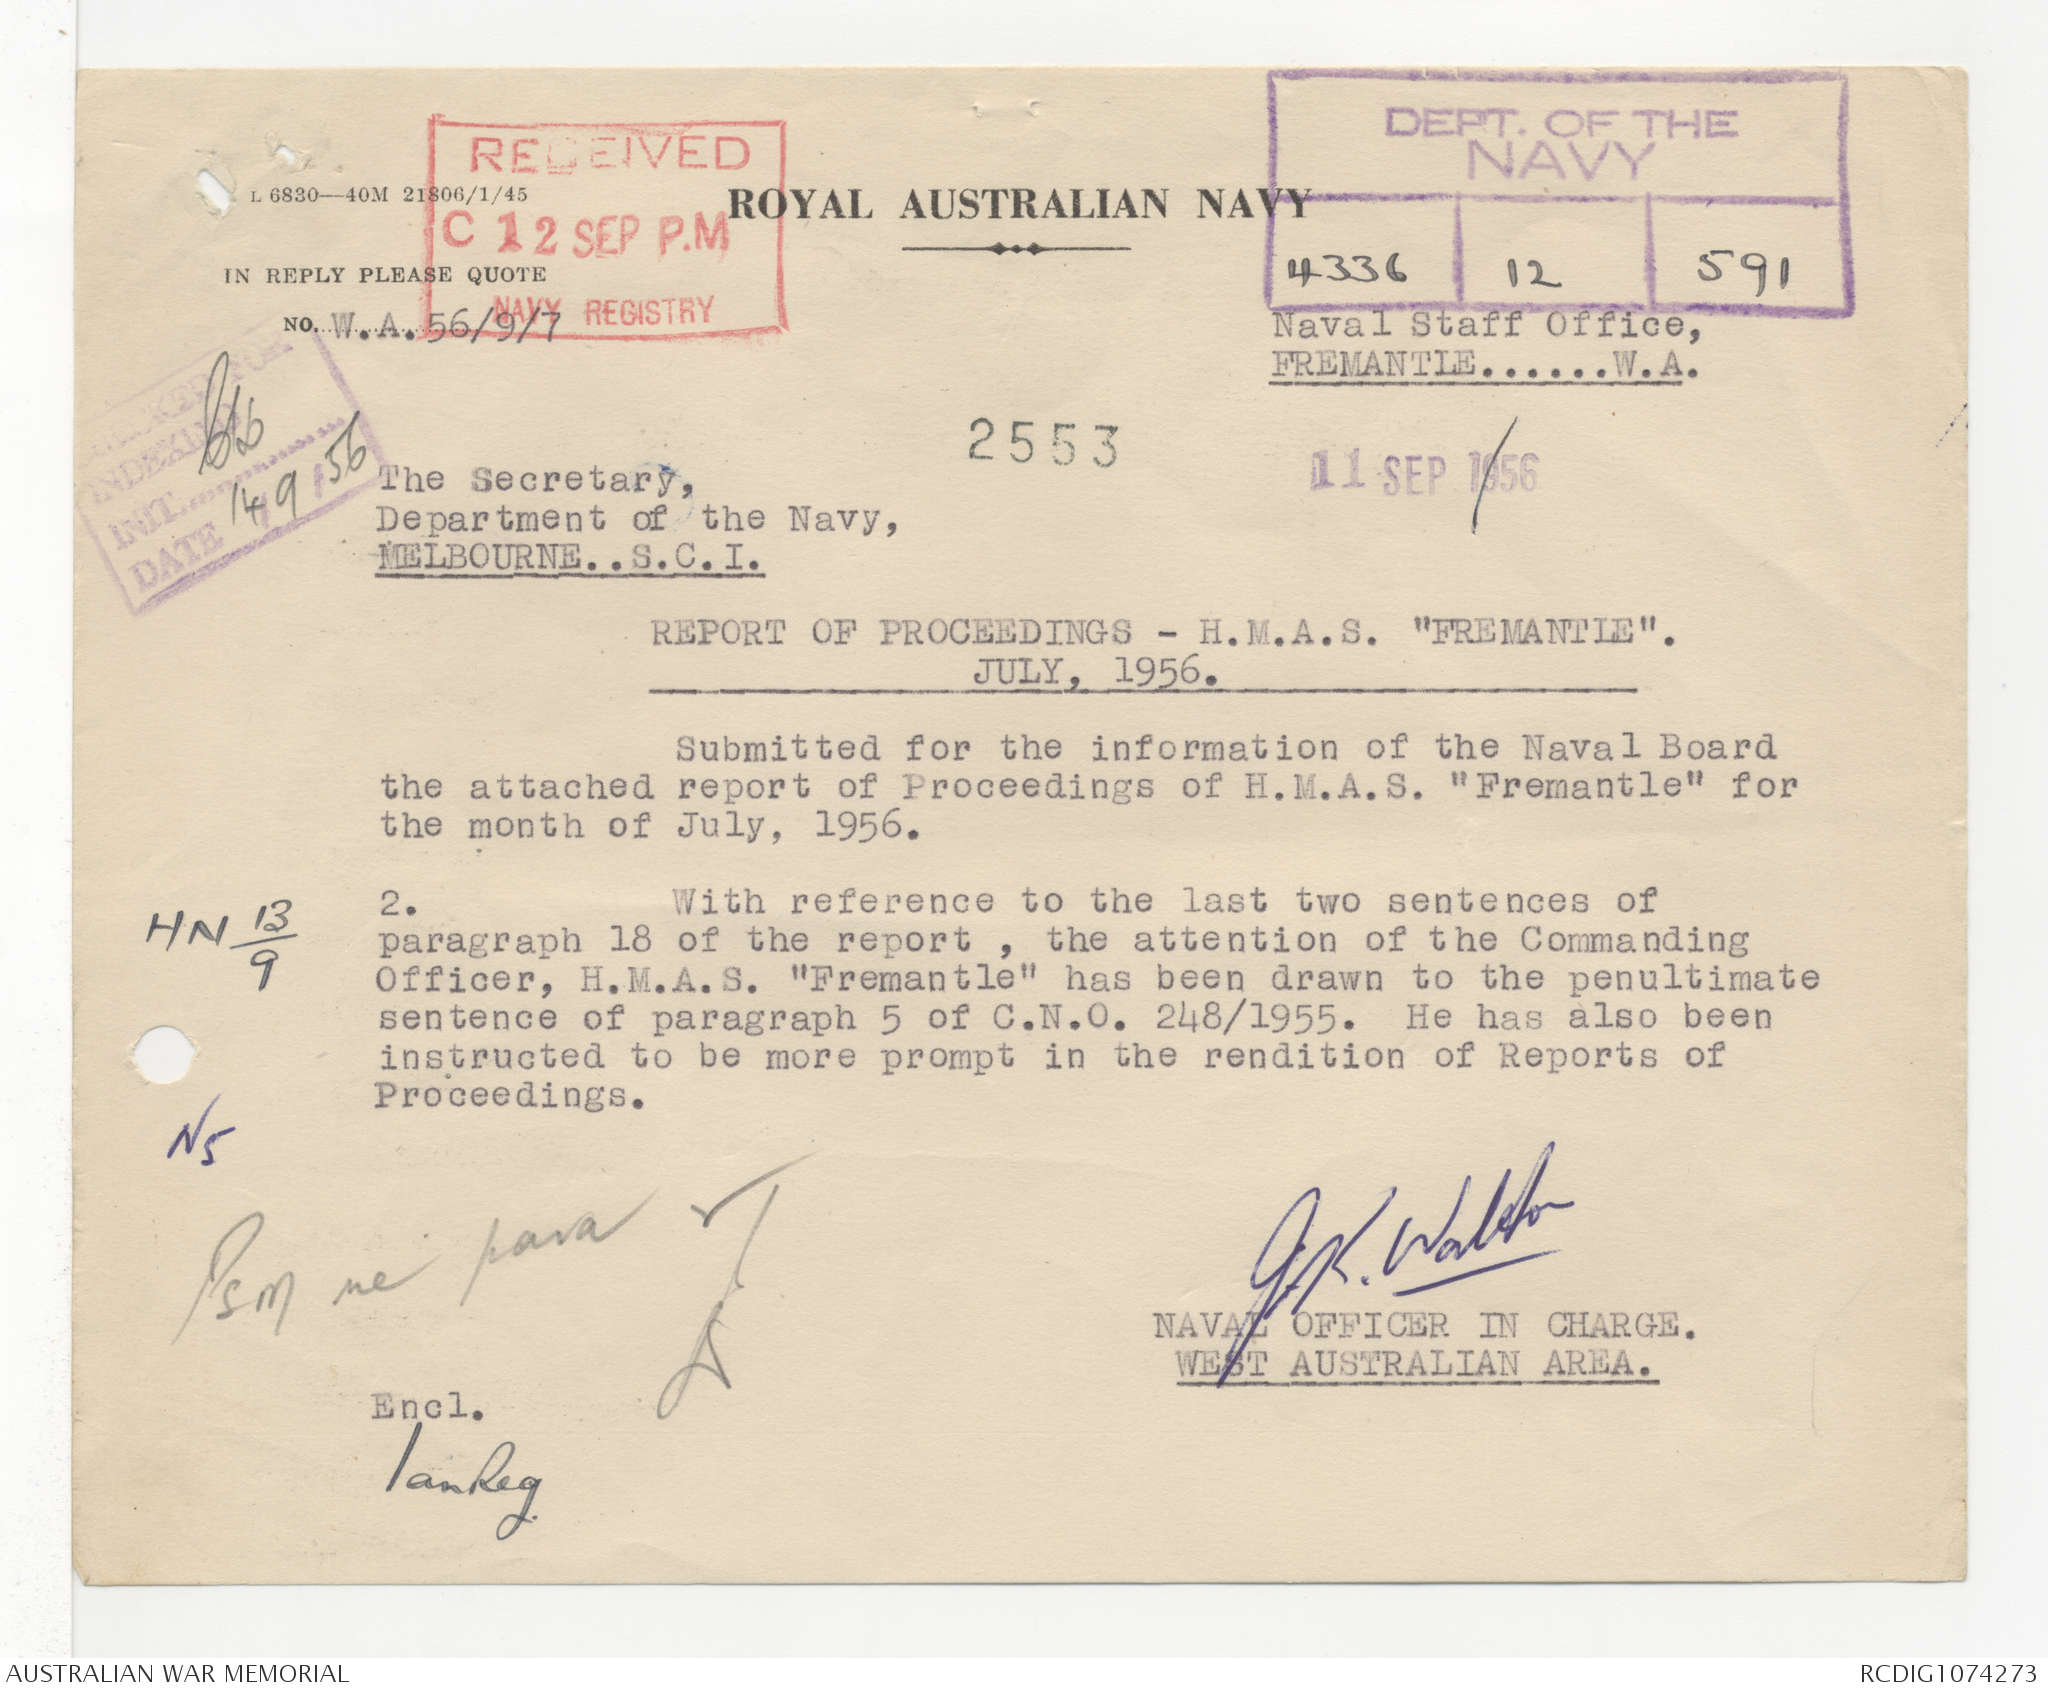 DEPT. OF THE
NAVY
4336 12 591
RECEIVED
C 12 SEP P.M
NAVY REGISTRY
L 6830—40M 21806/1/45
ROYAL AUSTRALIAN NAVY
IN REPLY PLEASE QUOTE
NO. W.A. 56/9/7
Naval Staff Office,
FREMANTLE......W.A.
INDEXING
INIT.
DATE 14/9/56
2553
11 SEP 1956
The Secretary,
Department of the Navy,
MELBOURNE..S.C.I.
REPORT OF PROCEEDINGS - H.M.A.S. "FREMANTLE".
JULY, 1956.
Submitted for the information of the Naval Board
the attached report of Proceedings of H.M.A.S. "Fremantle" for
the month of July, 1956.
2. With reference to the last two sentences of
paragraph 18 of the report , the attention of the Commanding
Officer, H.M.A.S. "Fremantle" has been drawn to the penultimate
sentence of paragraph 5 of C.N.O. 248/1955. He has also been
instructed to be more prompt in the rendition of Reports of
Proceedings.
HN 13/9
N5
para
J.K. Walton
NAVAL OFFICER IN CHARGE.
WEST AUSTRALIAN AREA.
Encl.
AUSTRALIAN WAR MEMORIAL
RCDIG1074273